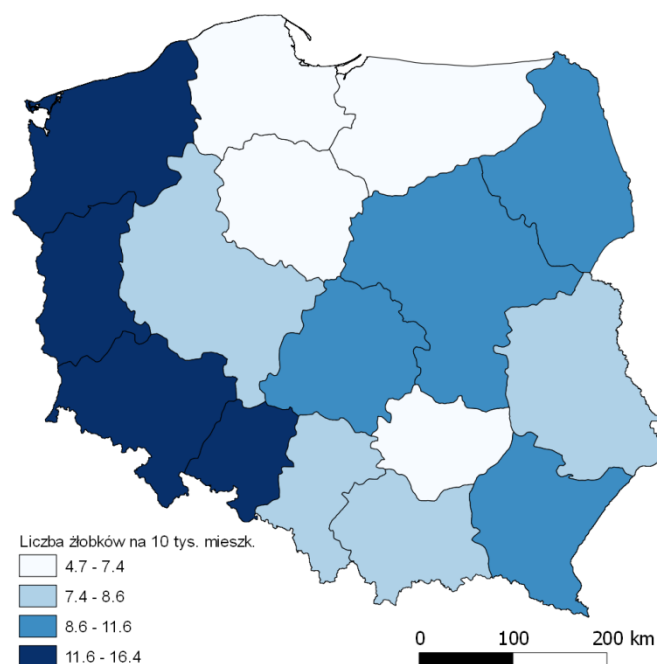 Liczba żłobków na 10 tys. mieszk.
4.7 - 7.4
7.4 - 8.6
8.6 - 11.6
11.6 - 16.4
0 100 200 km